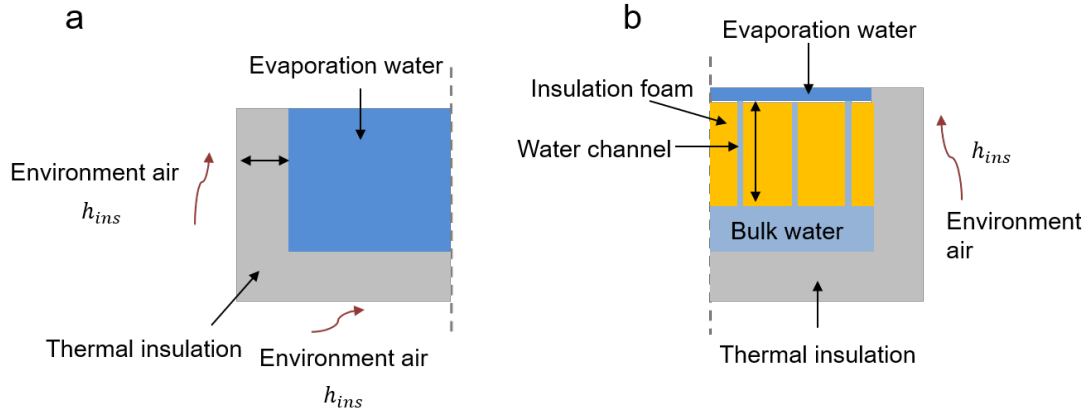 a
Evaporation water
Environment air
h_ins
Thermal insulation
Environment air
h_ins
b
Evaporation water
Insulation foam
Water channel
h_ins
Bulk water
Environment
air
Thermal insulation